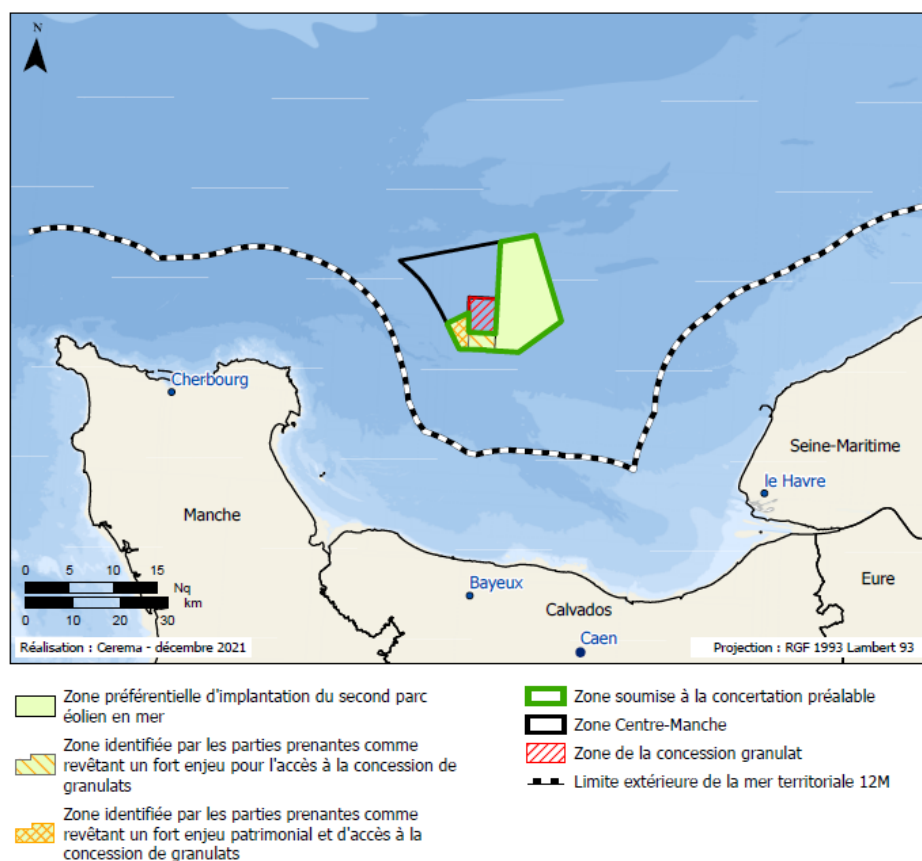 N
Cherbourg
Seine-Maritime
le Havre
Manche
Eure
Bayeux
Calvados
Caen
0 5 10 15
Nq
km
0 10 20 30
Réalisation : Cerema - décembre 2021
Projection : RGF 1993 Lambert 93
Zone préférentielle d'implantation du second parc
éolien en mer
Zone identifiée par les parties prenantes comme
revêtant un fort enjeu pour l'accès à la concession de
granulats
Zone identifiée par les parties prenantes comme
revêtant un fort enjeu patrimonial et d'accès à la
concession de granulats
Zone soumise à la concertation préalable
Zone Centre-Manche
Zone de la concession granulat
Limite extérieure de la mer territoriale 12M